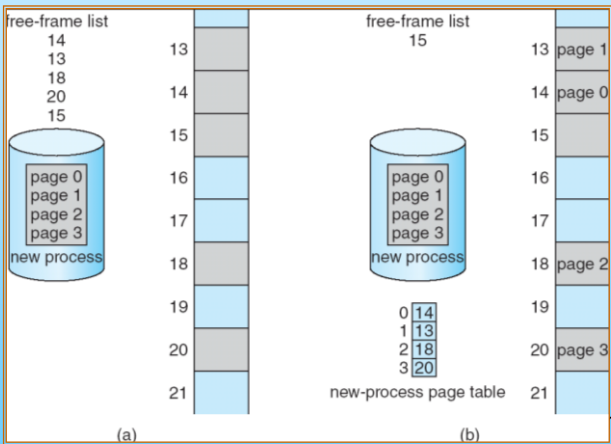 free-frame list
14
13
18
20
15
13
14
15
16
17
18
19
20
21
page 0
page 1
page 2
page 3
new process
(a)
free-frame list
15
13 page 1
14 page 0
15
16
17
18 page 2
19
20 page 3
21
page 0
page 1
page 2
page 3
new process
0 14
1 13
2 18
3 20
new-process page table
(b)